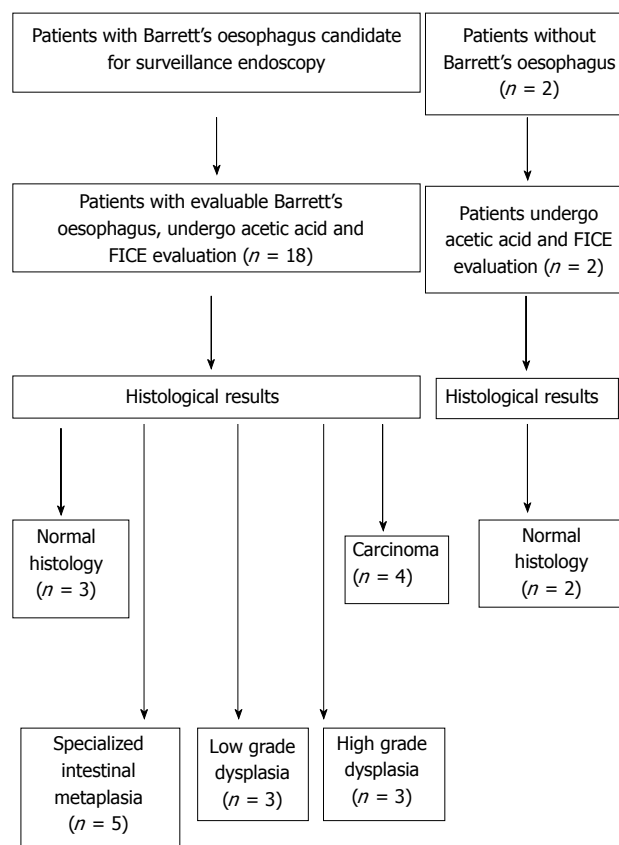 Patients with Barrett's oesophagus candidate
for surveillance endoscopy
Patients without
Barrett's oesophagus
(n = 2)
Patients with evaluable Barrett's
oesophagus, undergo acetic acid and
FICE evaluation (n = 18)
Patients undergo
acetic acid and FICE
evaluation (n = 2)
Histological results
Histological results
Normal
histology
(n = 3)
Carcinoma
(n = 4)
Normal
histology
(n = 2)
Specialized
intestinal
metaplasia
(n = 5)
Low grade
dysplasia
(n = 3)
High grade
dysplasia
(n = 3)